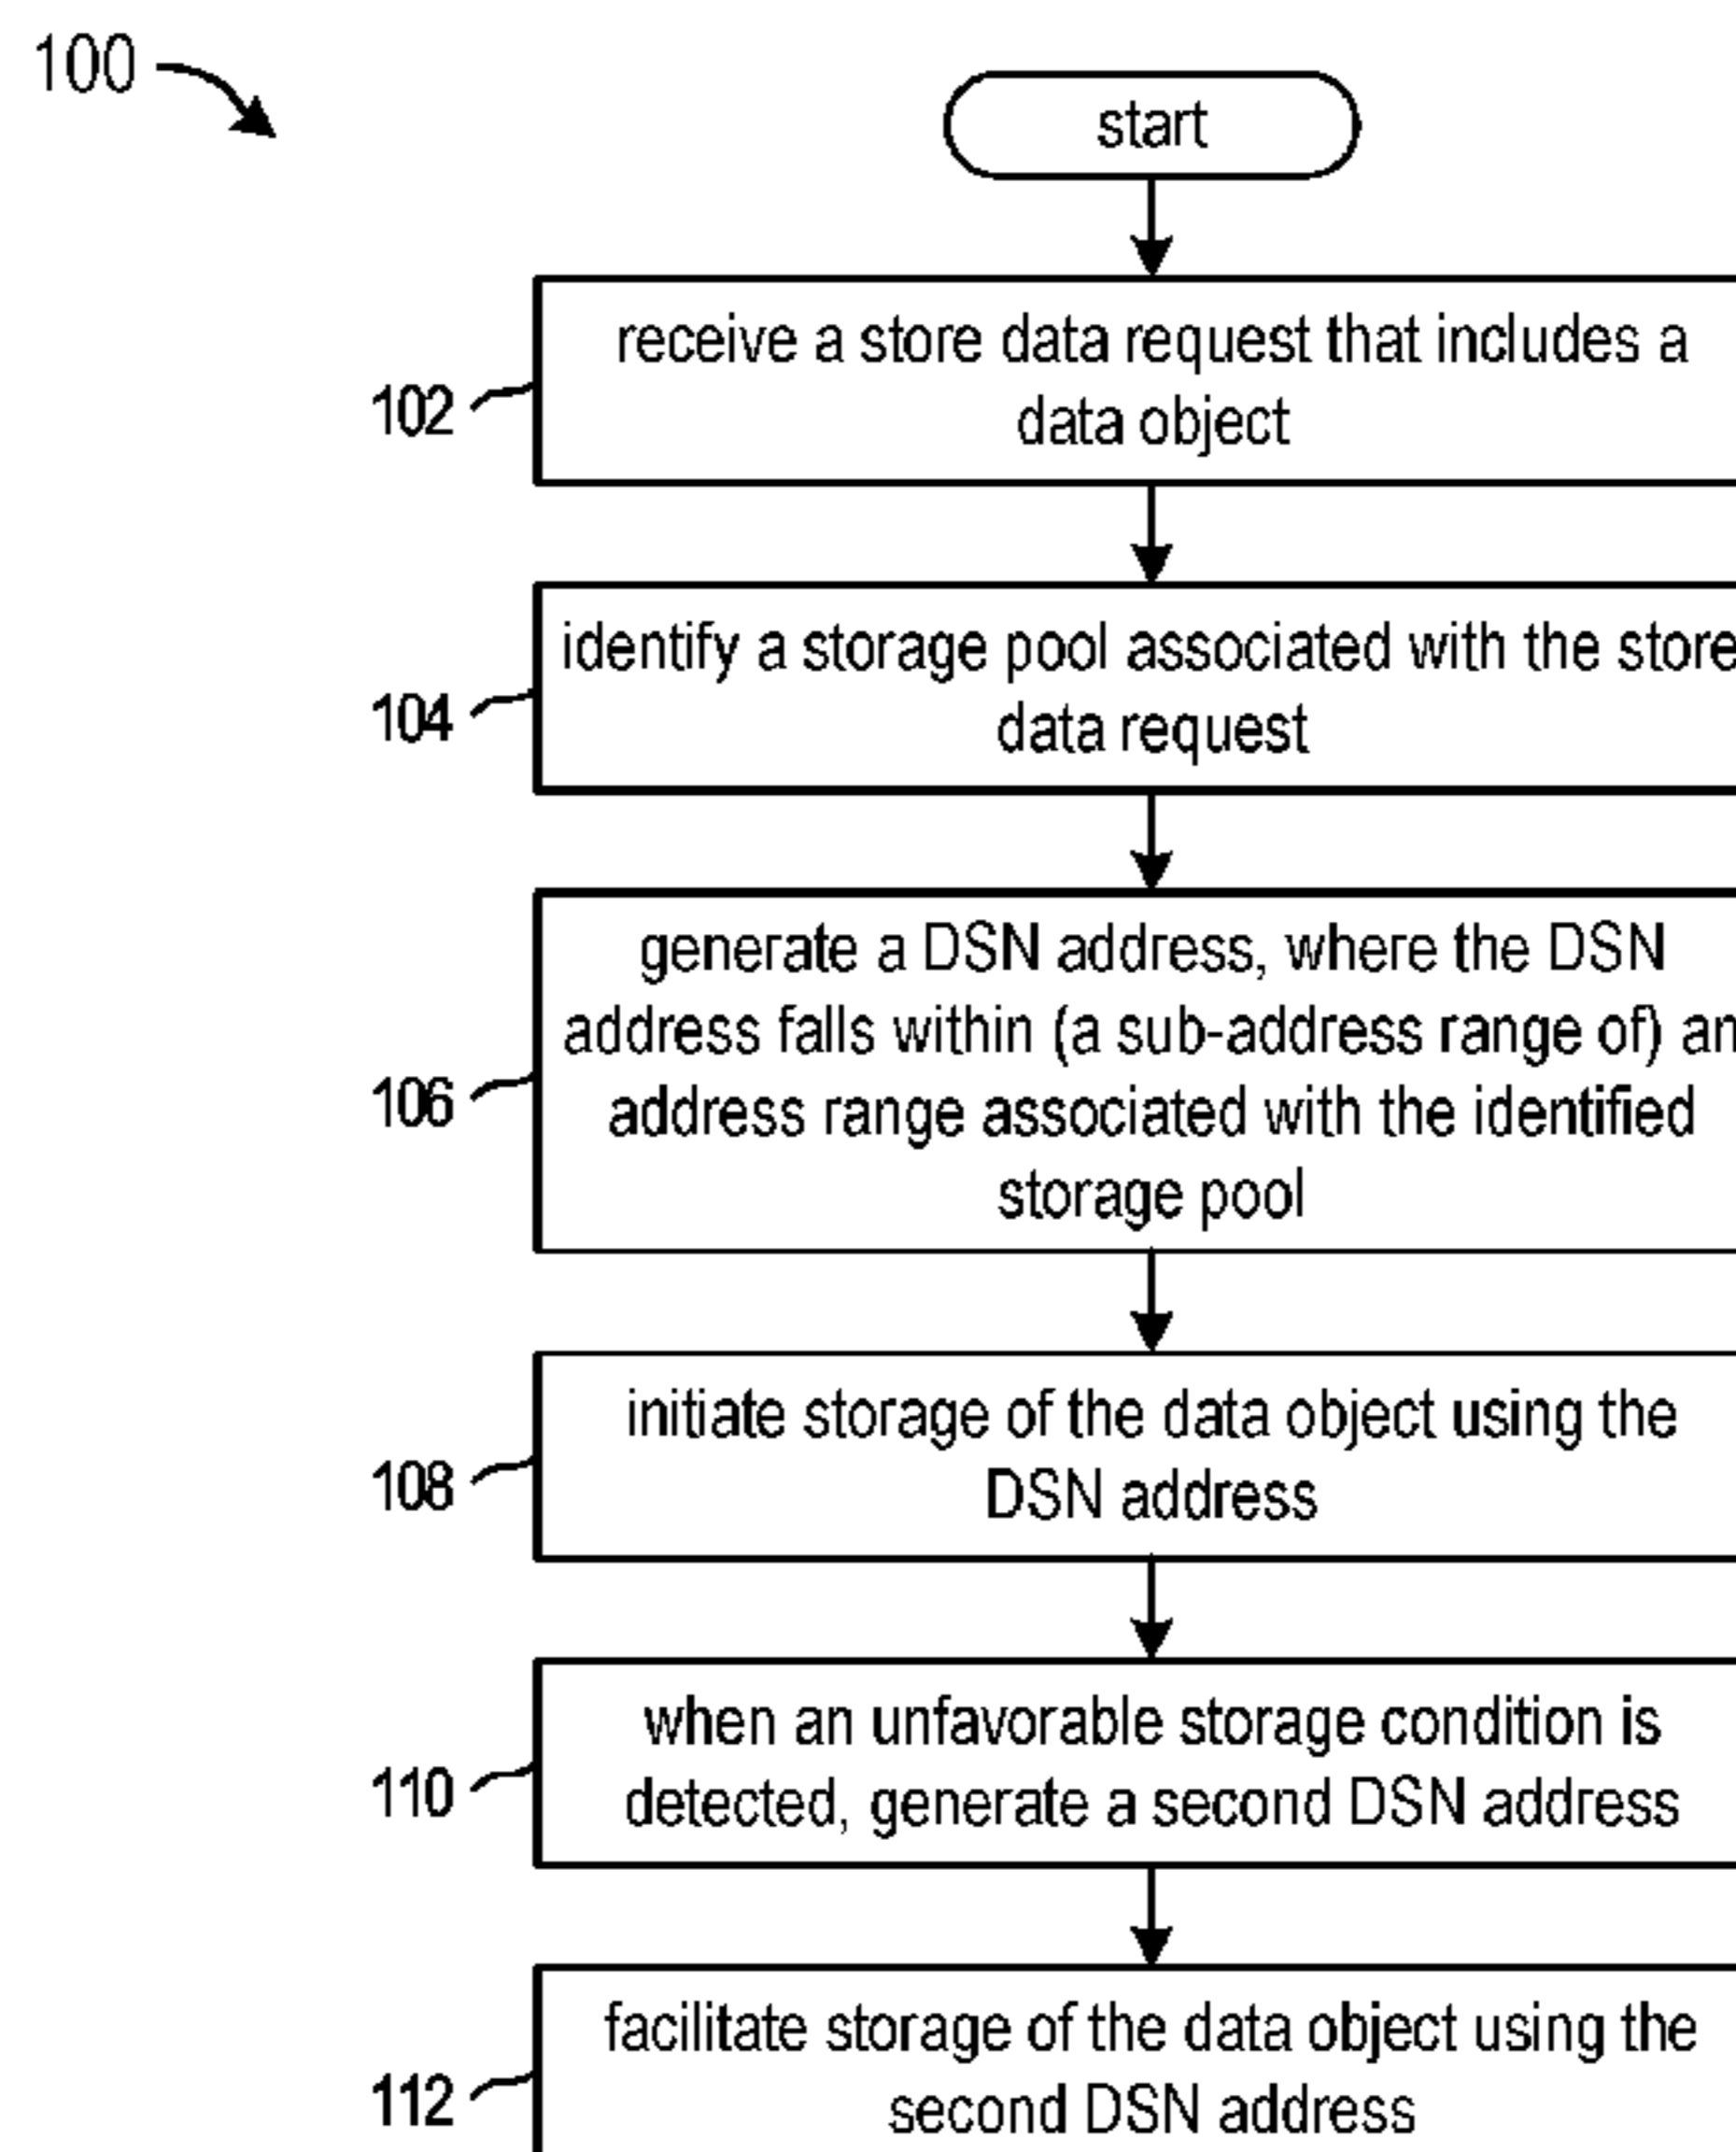 100
start
receive a store data request that includes a
data object
102
identify a storage pool associated with the store
data request
104
generate a DSN address, where the DSN
address falls within (a sub-address range of) an
address range associated with the identified
storage pool
106
initiate storage of the data object using the
DSN address
108
when an unfavorable storage condition is
detected, generate a second DSN address
110
facilitate storage of the data object using the
second DSN address
112